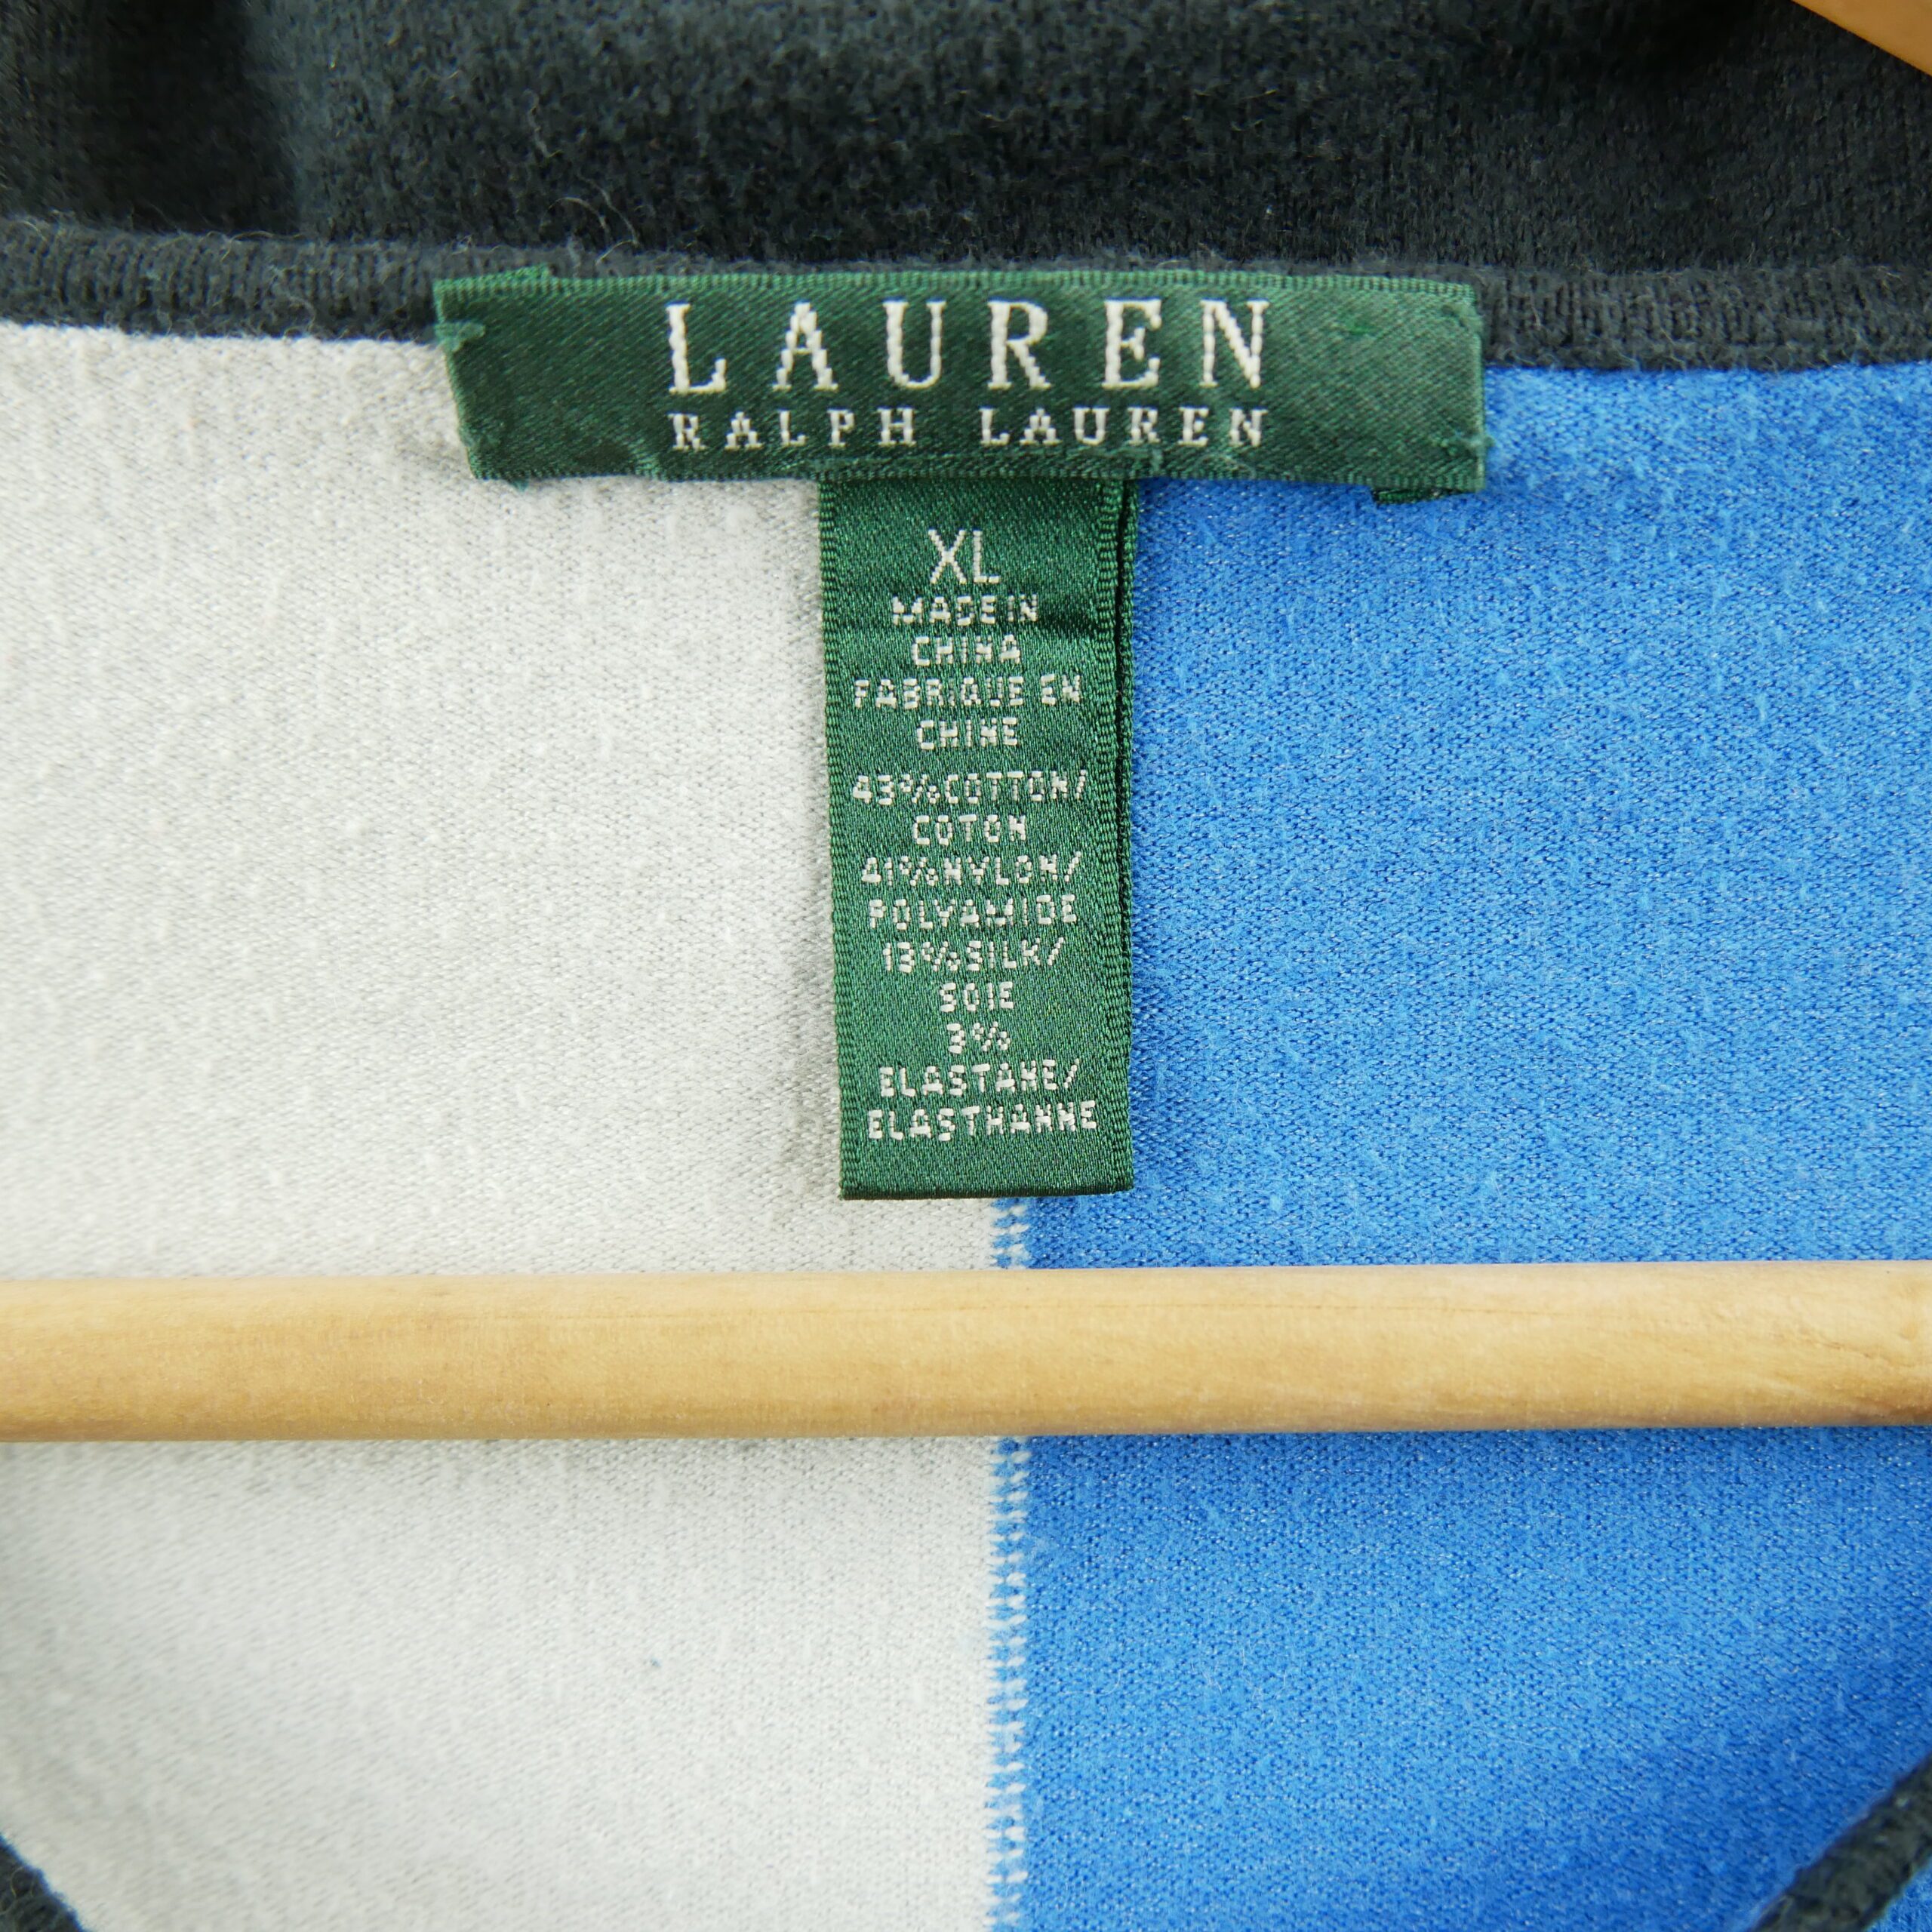 LAUREN
RALPH LAUREN
XL
MADE IN
CHINA
FABRIQUE EN
CHINE
43%COTTON/
COTON
41%NYLON/
POLYAMIDE
13%SILK/
SOIE
3%
ELASTANE/
ELASTHANNE